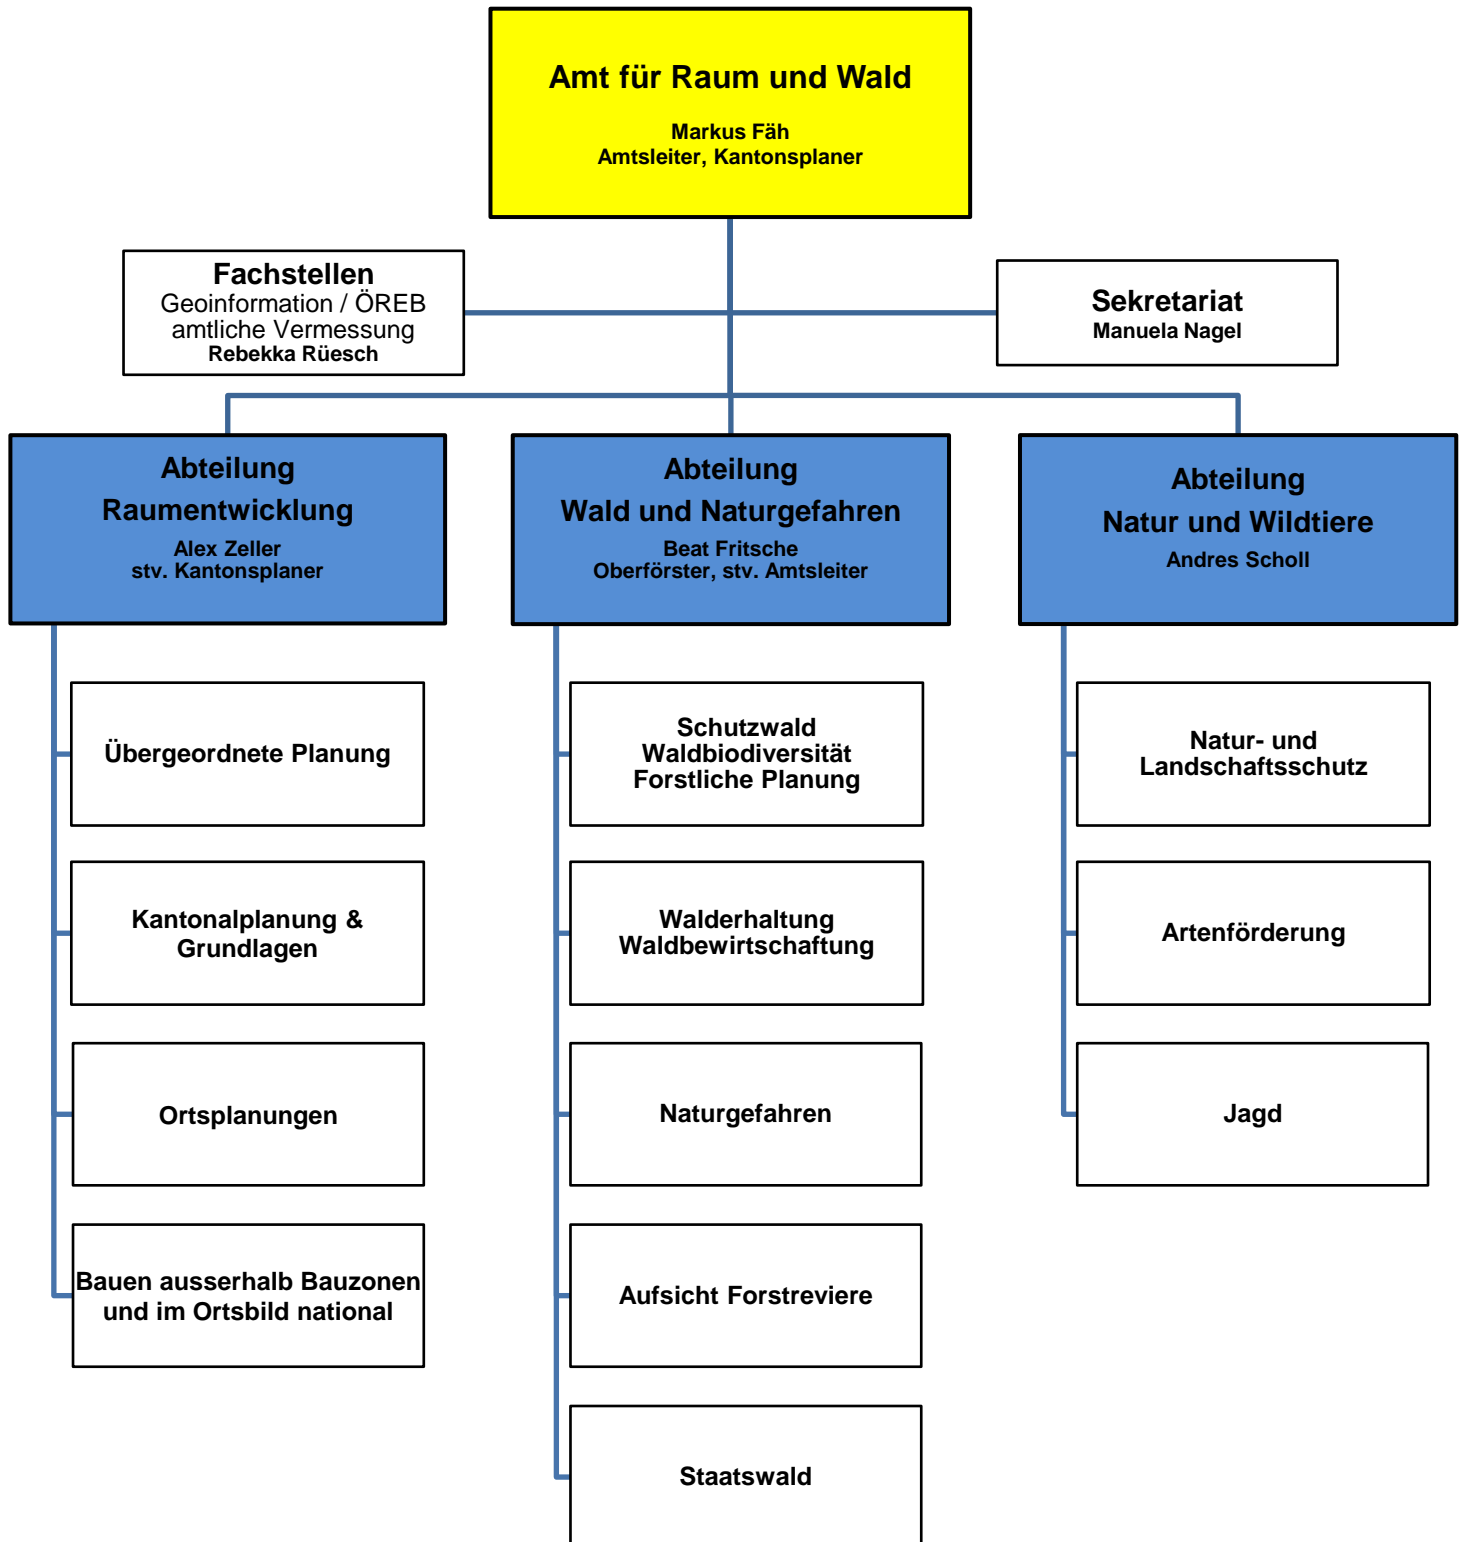 Amt für Raum und Wald
Markus Fäh
Amtsleiter, Kantonsplaner
Fachstellen
Geoinformation / ÖREB
amtliche Vermessung
Rebekka Rüesch
Sekretariat
Manuela Nagel
Abteilung
Raumentwicklung
Alex Zeller
stv. Kantonsplaner
Abteilung
Wald und Naturgefahren
Beat Fritsche
Oberförster, stv. Amtsleiter
Abteilung
Natur und Wildtiere
Andres Scholl
Übergeordnete Planung
Schutzwald
Waldbiodiversität
Forstliche Planung
Natur- und
Landschaftsschutz
Kantonalplanung &
Grundlagen
Walderhaltung
Waldbewirtschaftung
Artenförderung
Ortsplanungen
Naturgefahren
Jagd
Bauen ausserhalb Bauzonen
und im Ortsbild national
Aufsicht Forstreviere
Staatswald